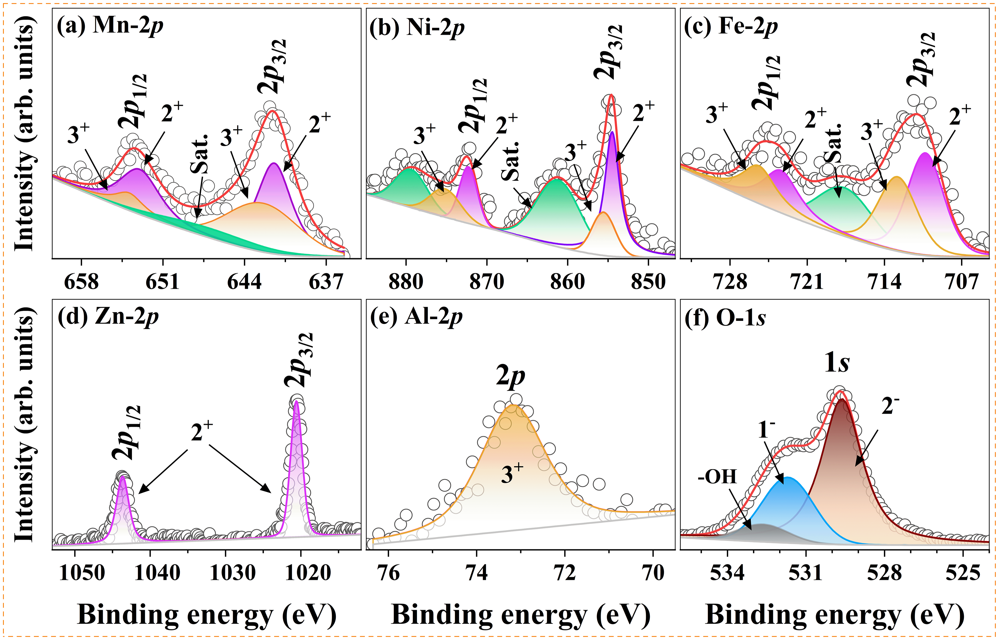 (a) Mn-2p
Intensity (arb. units)
3+
2p1/2
2+
Sat.
3+
2p3/2
2+
658 651 644 637
(b) Ni-2p
3+
2p1/2
2+
Sat.
3+
2p3/2
2+
880 870 860 850
(c) Fe-2p
3+
2p1/2
2+
Sat.
3+
2p3/2
2+
728 721 714 707
(d) Zn-2p
Intensity (arb. units)
2p1/2
2+
2p3/2
1050 1040 1030 1020
Binding energy (eV)
(e) Al-2p
2p
3+
76 74 72 70
Binding energy (eV)
(f) O-1s
1s
2-
1-
-OH
534 531 528 525
Binding energy (eV)